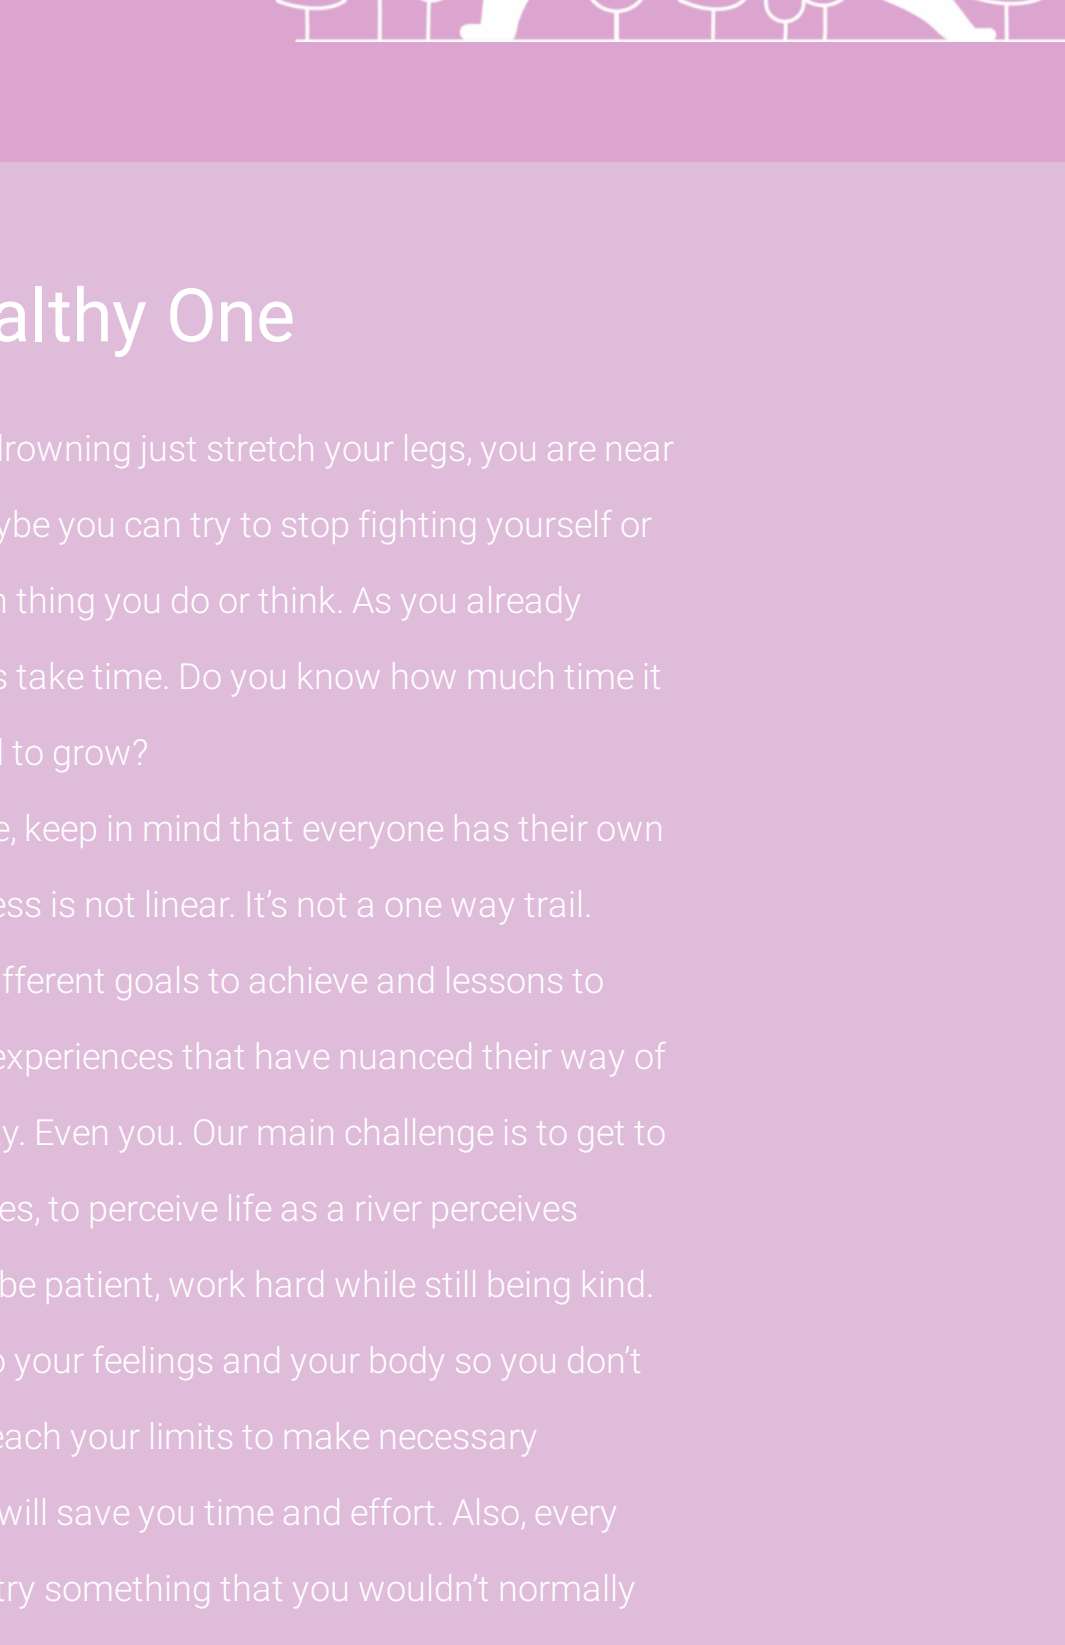 althy One
rowning just stretch your legs, you are near
ybe you can try to stop fighting yourself or
thing you do or think. As you already
s take time. Do you know how much time it
to grow?
e, keep in mind that everyone has their own
ess is not linear. It’s not a one way trail.
fferent goals to achieve and lessons to
experiences that have nuanced their way of
y. Even you. Our main challenge is to get to
es, to perceive life as a river perceives
be patient, work hard while still being kind.
your feelings and your body so you don’t
each your limits to make necessary
will save you time and effort. Also, every
try something that you wouldn’t normally